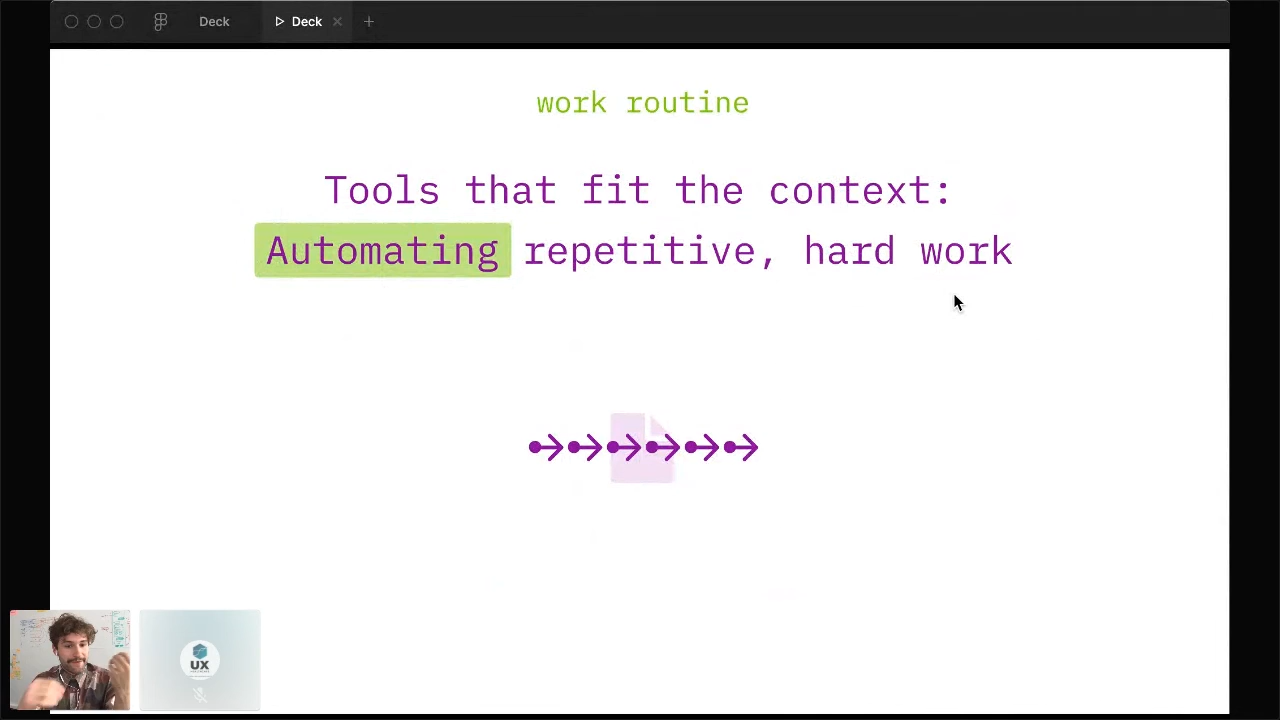 Deck
Deck
work routine
Tools that fit the context:
Automating repetitive, hard work
UX